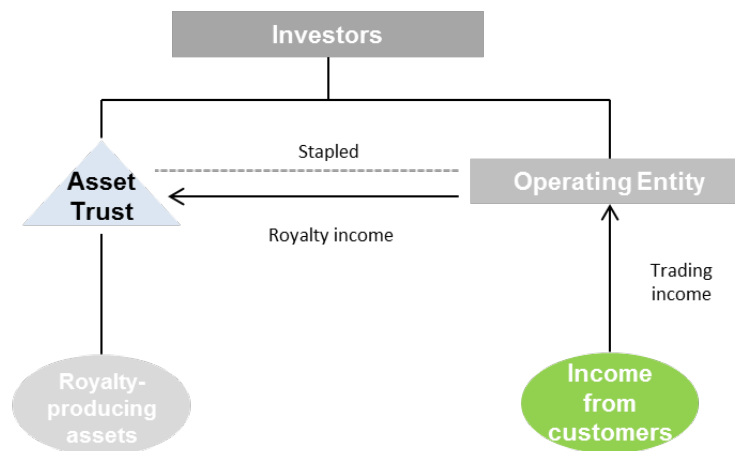 Investors
Stapled
Asset
Trust
Operating Entity
Royalty income
Trading
income
Royalty-
producing
assets
Income
from
customers